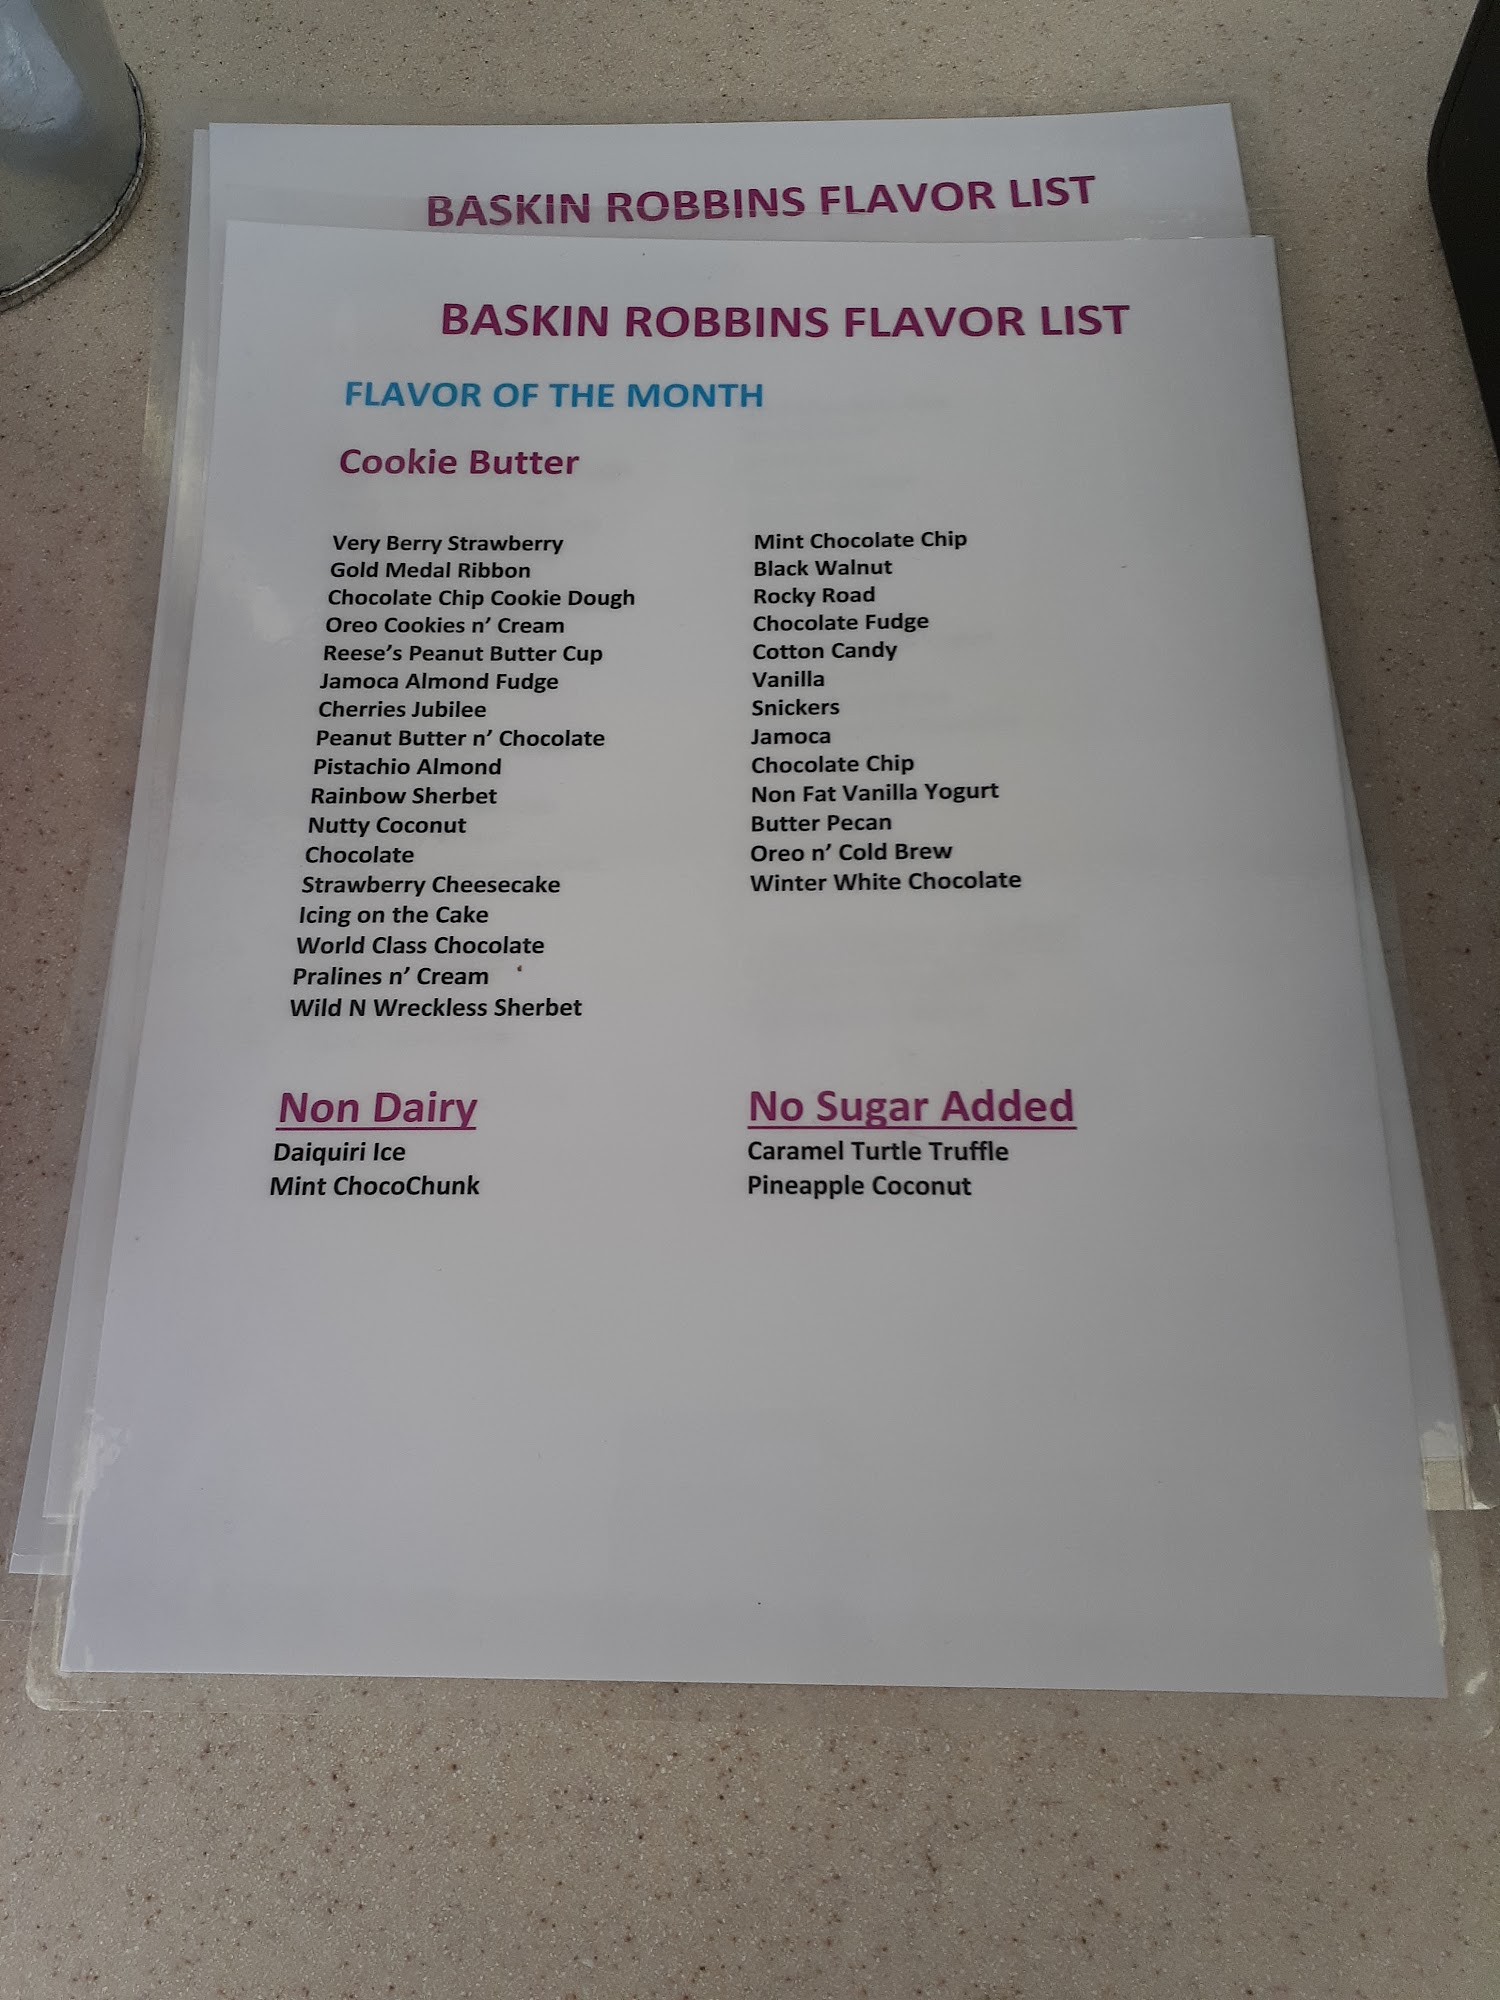 BASKIN ROBBINS FLAVOR LIST
BASKIN ROBBINS FLAVOR LIST
FLAVOR OF THE MONTH
Cookie Butter
Very Berry Strawberry
Gold Medal Ribbon
Chocolate Chip Cookie Dough
Oreo Cookies n’ Cream
Reese’s Peanut Butter Cup
Jamoca Almond Fudge
Cherries Jubilee
Peanut Butter n’ Chocolate
Pistachio Almond
Rainbow Sherbet
Nutty Coconut
Chocolate
Strawberry Cheesecake
Icing on the Cake
World Class Chocolate
Pralines n’ Cream
Wild N Wreckless Sherbet
Mint Chocolate Chip
Black Walnut
Rocky Road
Chocolate Fudge
Cotton Candy
Vanilla
Snickers
Jamoca
Chocolate Chip
Non Fat Vanilla Yogurt
Butter Pecan
Oreo n’ Cold Brew
Winter White Chocolate
Non Dairy
Daiquiri Ice
Mint ChocoChunk
No Sugar Added
Caramel Turtle Truffle
Pineapple Coconut